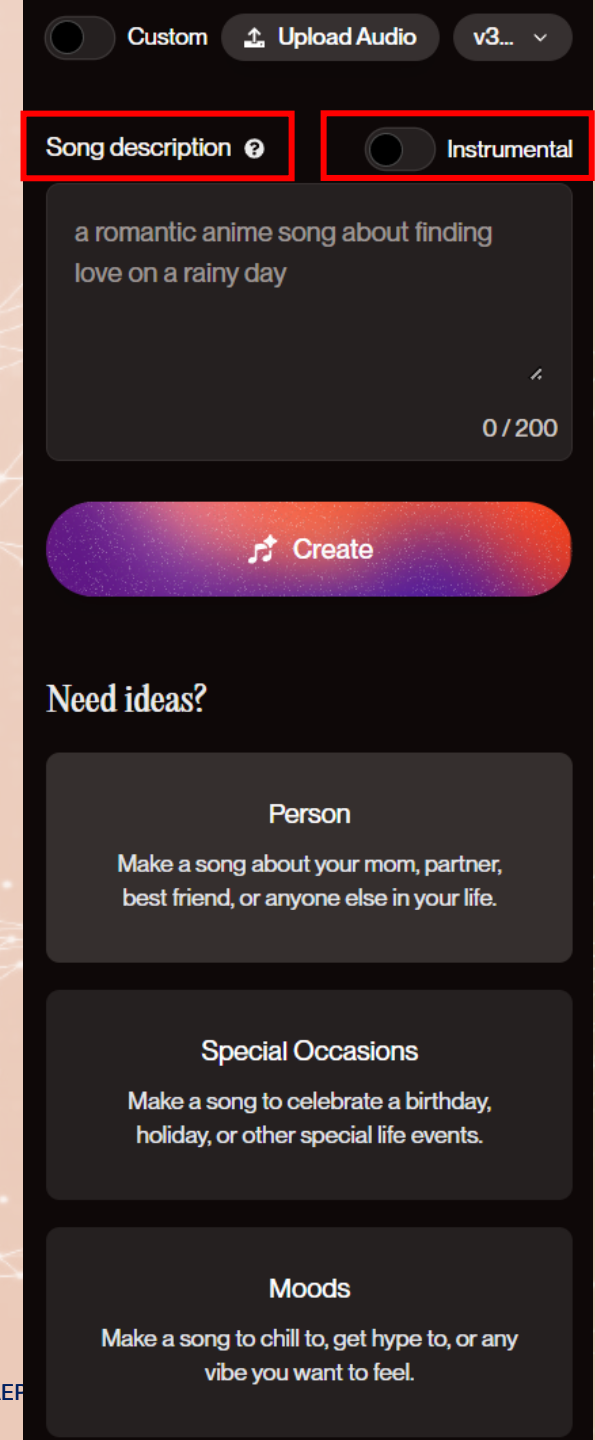 Custom Upload Audio v3...
Song description ? Instrumental
a romantic anime song about finding
love on a rainy day
0 / 200
Create
Need ideas?
Person
Make a song about your mom, partner,
best friend, or anyone else in your life.
Special Occasions
Make a song to celebrate a birthday,
holiday, or other special life events.
Moods
Make a song to chill to, get hype to, or any
vibe you want to feel.